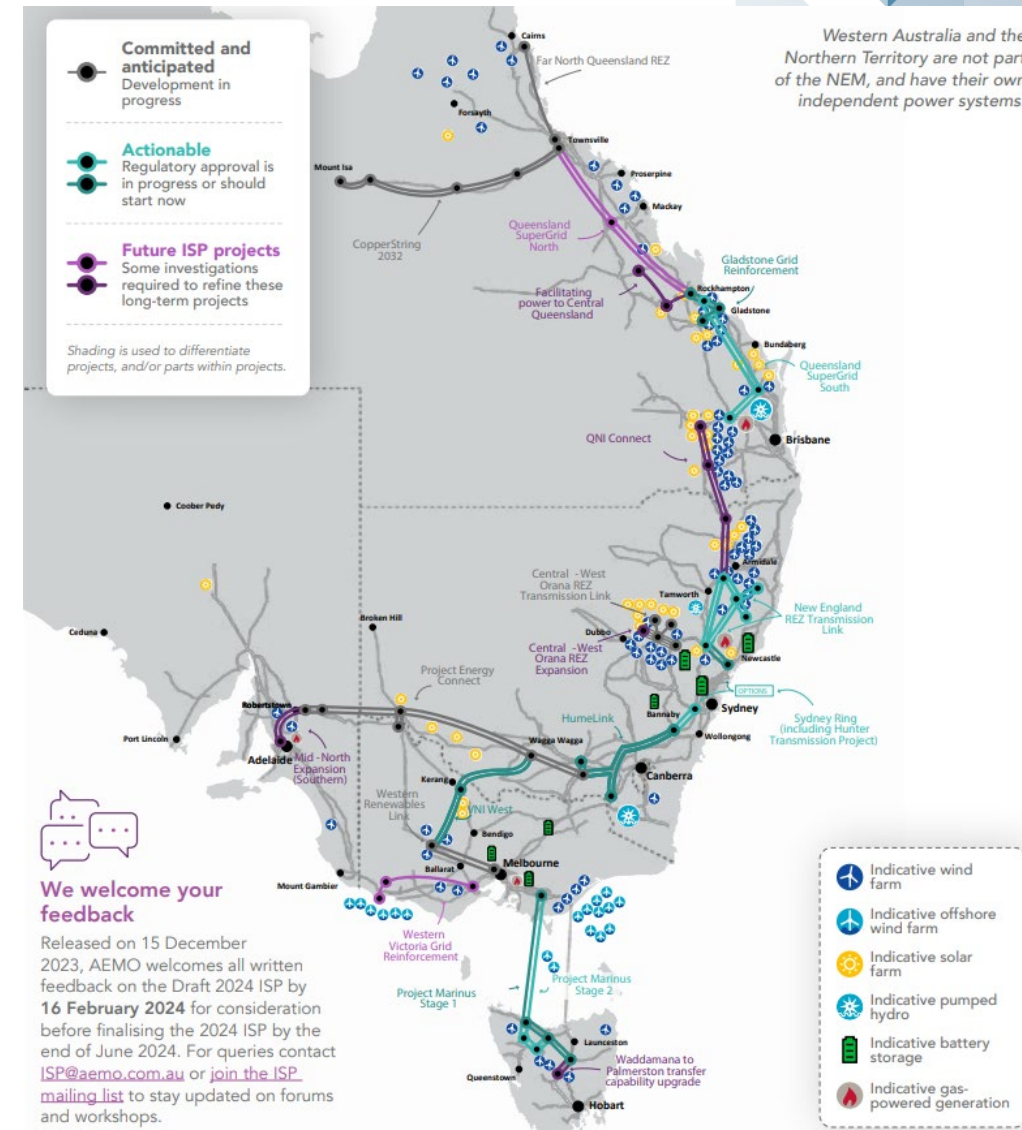 Committed and
anticipated
Development in
progress
Actionable
Regulatory approval is
in progress or should
start now
Future ISP projects
Some investigations
required to refine these
long-term projects
Shading is used to differentiate
projects, and/or parts within projects.
Western Australia and the
Northern Territory are not part
of the NEM, and have their own
independent power systems.
Cairns
Far North Queensland REZ
Forsayth
Townsville
Mount Isa
Proserpine
Mackay
CopperString
2032
Queensland
SuperGrid
North
Gladstone Grid
Reinforcement
Facilitating
power to Central
Queensland
Rockhampton
Gladstone
Bundaberg
Queensland
SuperGrid
South
QNI Connect
Brisbane
Coober Pedy
Armidale
Central -West
Orana REZ
Transmission Link
Tamworth
New England
REZ Transmission
Link
Broken Hill
Ceduna
Dubbo
Central -West
Orana REZ
Expansion
Newcastle
Project Energy
Connect
OPTIONS
Sydney
Robertstown
HumeLink
Bannaby
Sydney Ring
(including Hunter
Transmission Project)
Port Lincoln
Wollongong
Wagga Wagga
Adelaide
Mid -North
Expansion
(Southern)
Canberra
Kerang
Western
Renewables
Link
VNI West
Bendigo
Melbourne
Ballarat
Mount Gambier
Western
Victoria Grid
Reinforcement
Project Marinus
Stage 1
Project Marinus
Stage 2
Launceston
Waddamana to
Palmerston transfer
capability upgrade
Queenstown
Hobart
We welcome your
feedback
Released on 15 December
2023, AEMO welcomes all written
feedback on the Draft 2024 ISP by
16 February 2024 for consideration
before finalising the 2024 ISP by the
end of June 2024. For queries contact
ISP@aemo.com.au or join the ISP
mailing list to stay updated on forums
and workshops.
Indicative wind
farm
Indicative offshore
wind farm
Indicative solar
farm
Indicative pumped
hydro
Indicative battery
storage
Indicative gas-
powered generation